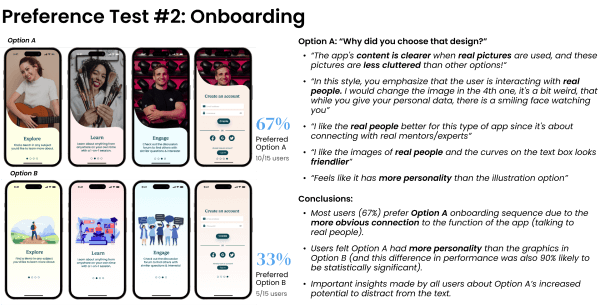 Preference Test #2: Onboarding
Option A
Explore
Learn
Engage
Create an account
67%
Preferred
Option A
10/15 users
Option B
Explore
Learn
Engage
Create an account
33%
Preferred
Option B
5/15 users
Option A: “Why did you choose that design?”
• “The app's content is clearer when real pictures are used, and these
pictures are less cluttered than other options!”
• “In this style, you emphasize that the user is interacting with real
people. I would change the image in the 4th one, it's a bit weird, that
while you give your personal data, there is a smiling face watching
you”
• “I like the real people better for this type of app since it's about
connecting with real mentors/experts”
• “I like the images of real people and the curves on the text box looks
friendlier”
• “Feels like it has more personality than the illustration option”
Conclusions:
• Most users (67%) prefer Option A onboarding sequence due to the
more obvious connection to the function of the app (talking to
real people).
• Users felt Option A had more personality than the graphics in
Option B (and this difference in performance was also 90% likely to
be statistically significant).
• Important insights made by all users about Option A's increased
potential to distract from the text.